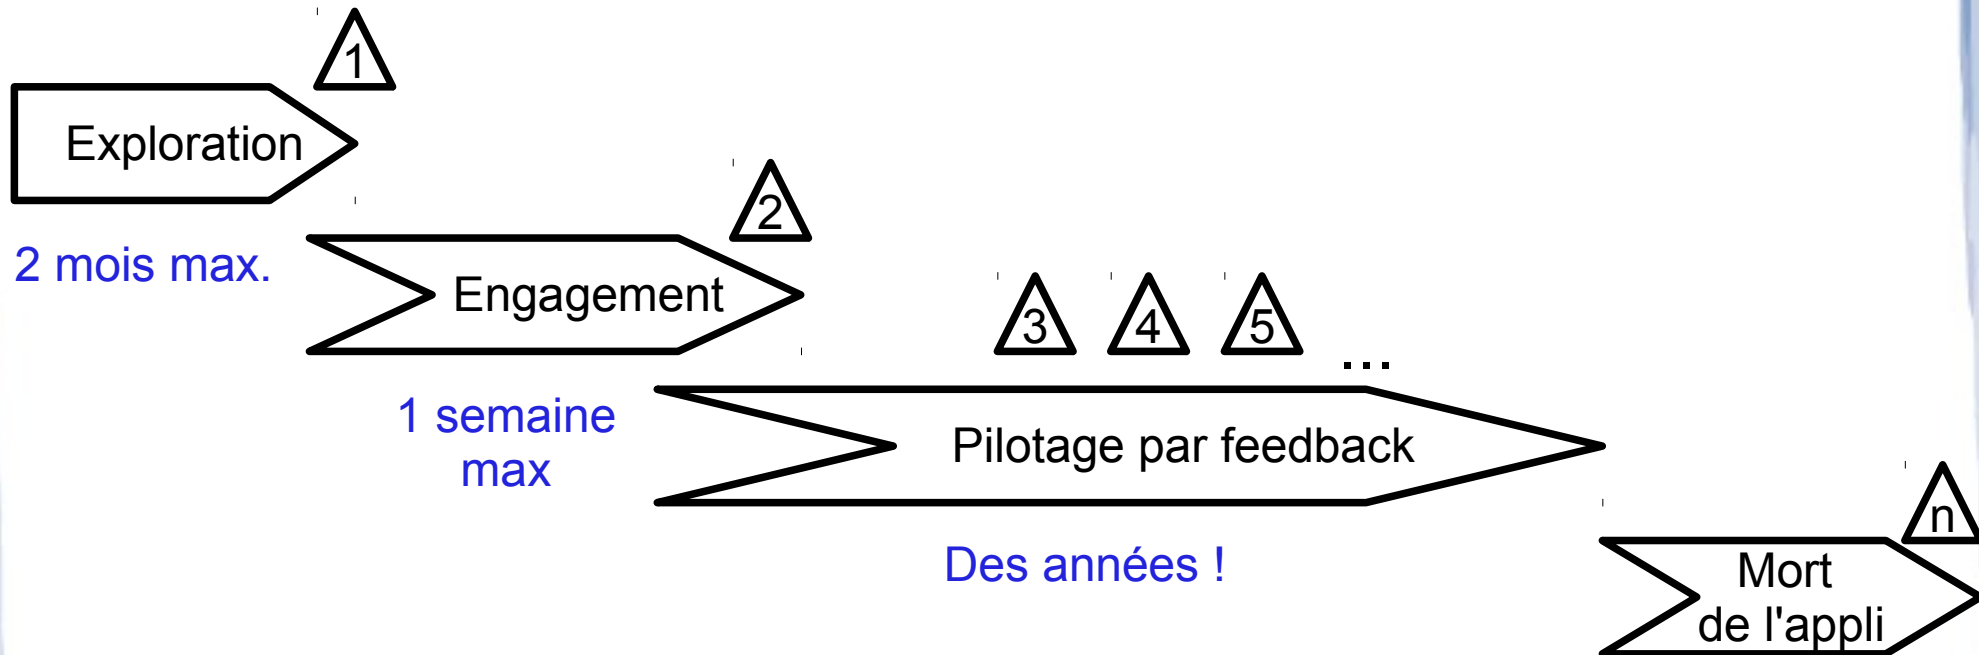 1
Exploration
2 mois max.
2
Engagement
1 semaine
max
3 4 5 ...
Pilotage par feedback
Des années !
n
Mort
de l'appli